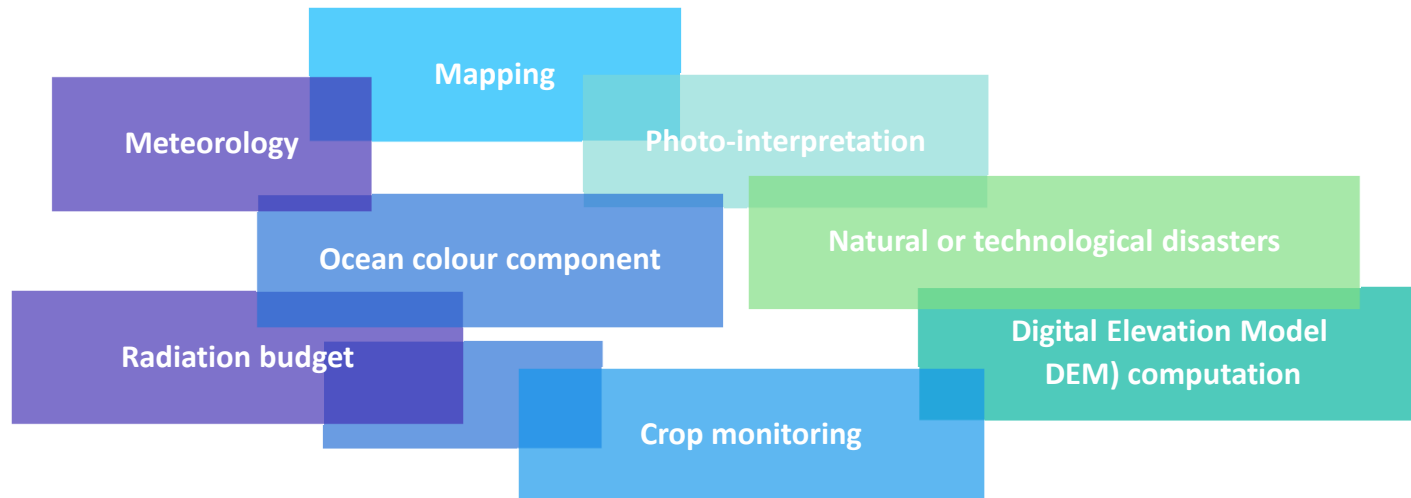 Mapping
Meteorology
Photo-interpretation
Ocean colour component
Natural or technological disasters
Radiation budget
Digital Elevation Model
DEM) computation
Crop monitoring